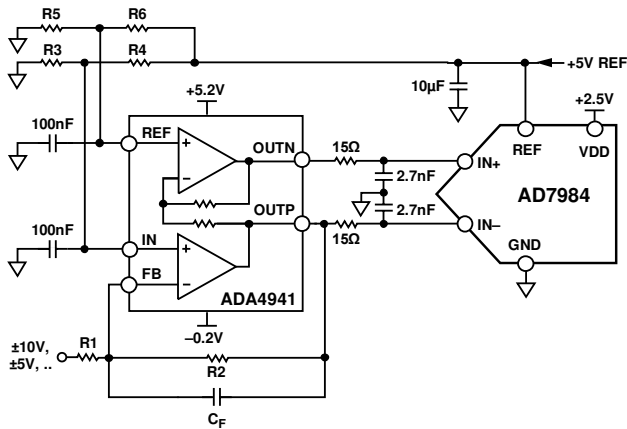 R5
R6
R3
R4
+5V REF
10µF
+5.2V
+2.5V
100nF
REF
OUTN
15Ω
REF
VDD
IN+
2.7nF
AD7984
OUTP
2.7nF
15Ω
IN–
100nF
IN
GND
FB
ADA4941
–0.2V
±10V,
±5V, ..
R1
R2
CF